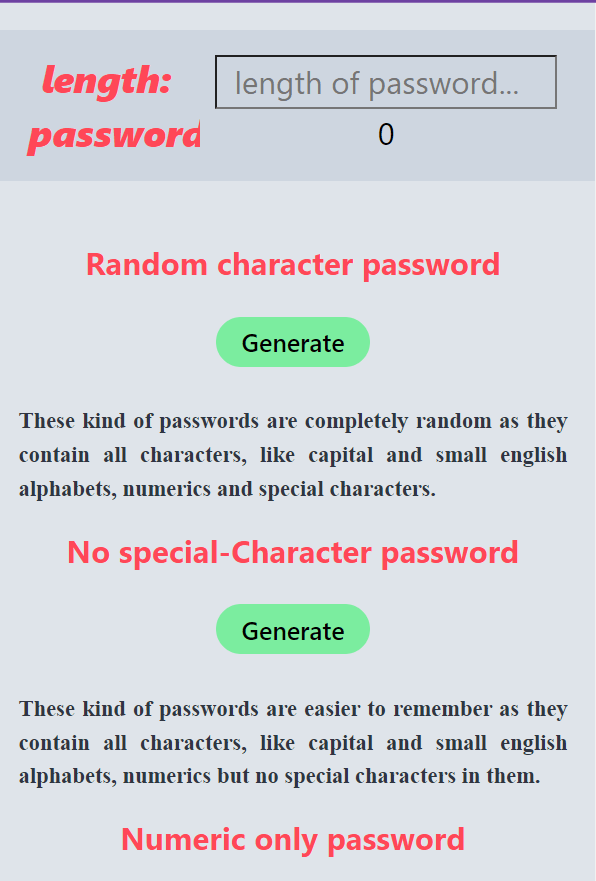 length: length of password...
password 0
Random character password
Generate
These kind of passwords are completely random as they
contain all characters, like capital and small english
alphabets, numerics and special characters.
No special-Character password
Generate
These kind of passwords are easier to remember as they
contain all characters, like capital and small english
alphabets, numerics but no special characters in them.
Numeric only password